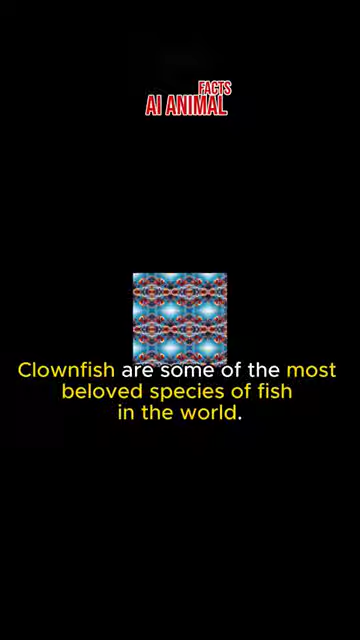 FACTS
AI ANIMAL
Clownfish are some of the most
beloved species of fish
in the world.